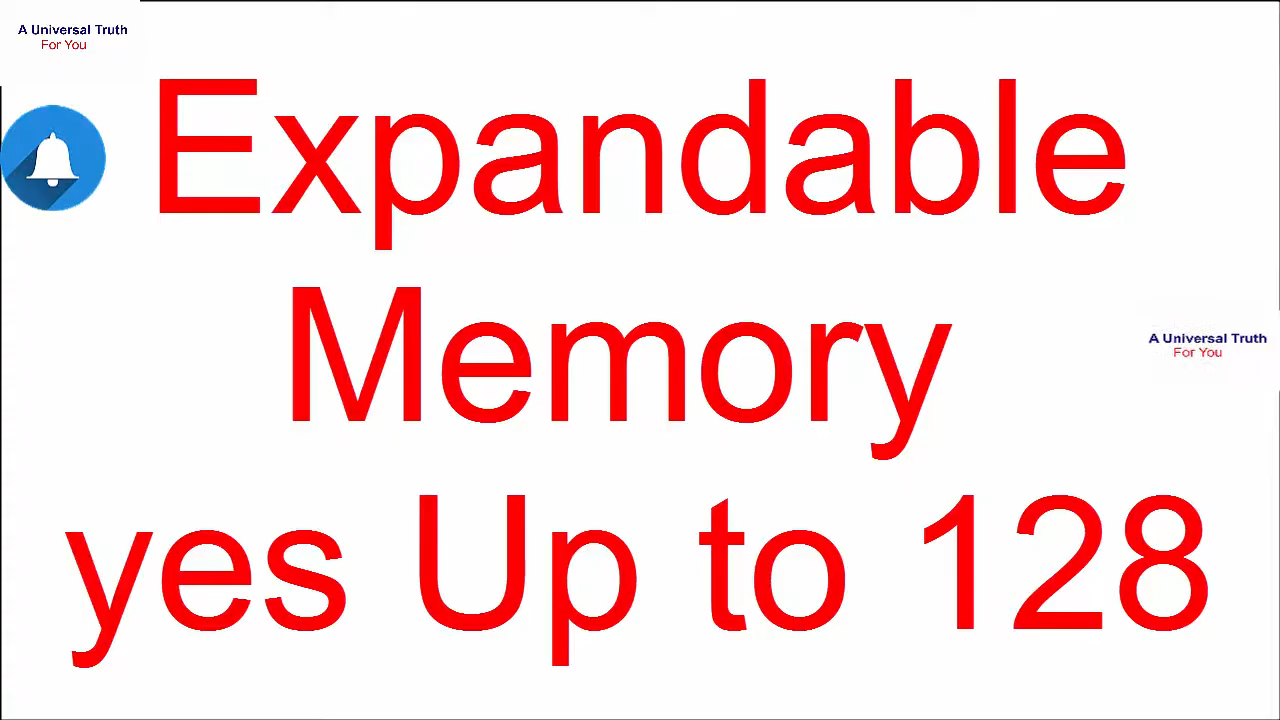 A Universal Truth
For You
Expandable
Memory
A Universal Truth
For You
yes Up to 128